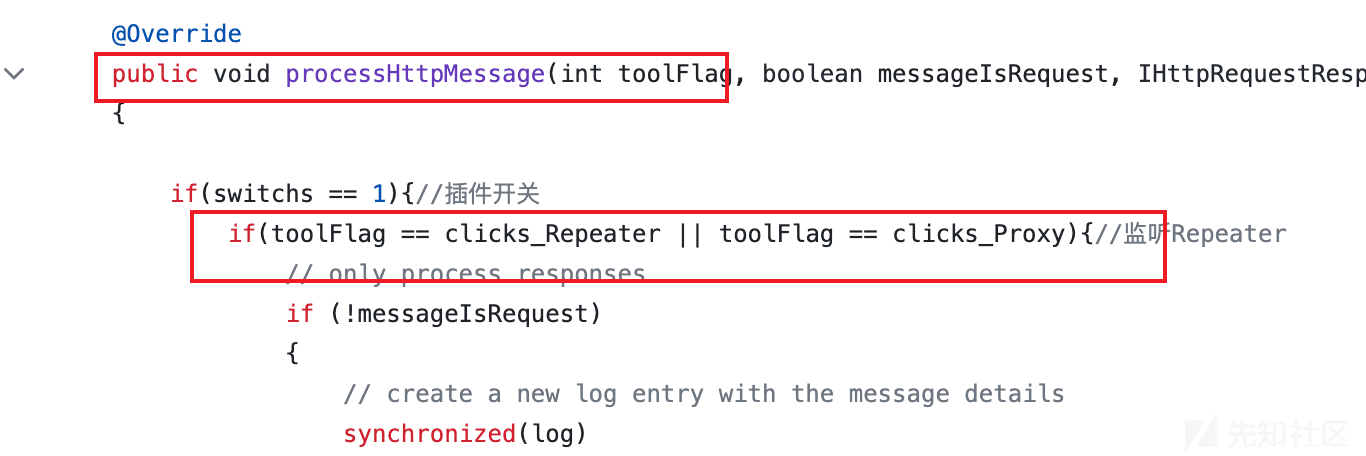 @Override
public void processHttpMessage(int toolFlag, boolean messageIsRequest, IHttpRequestResp
{
if(switchs == 1){//插件开关
if(toolFlag == clicks_Repeater || toolFlag == clicks_Proxy){//监听Repeater
// only process responses
if (!messageIsRequest)
{
// create a new log entry with the message details
synchronized(log)
先知社区